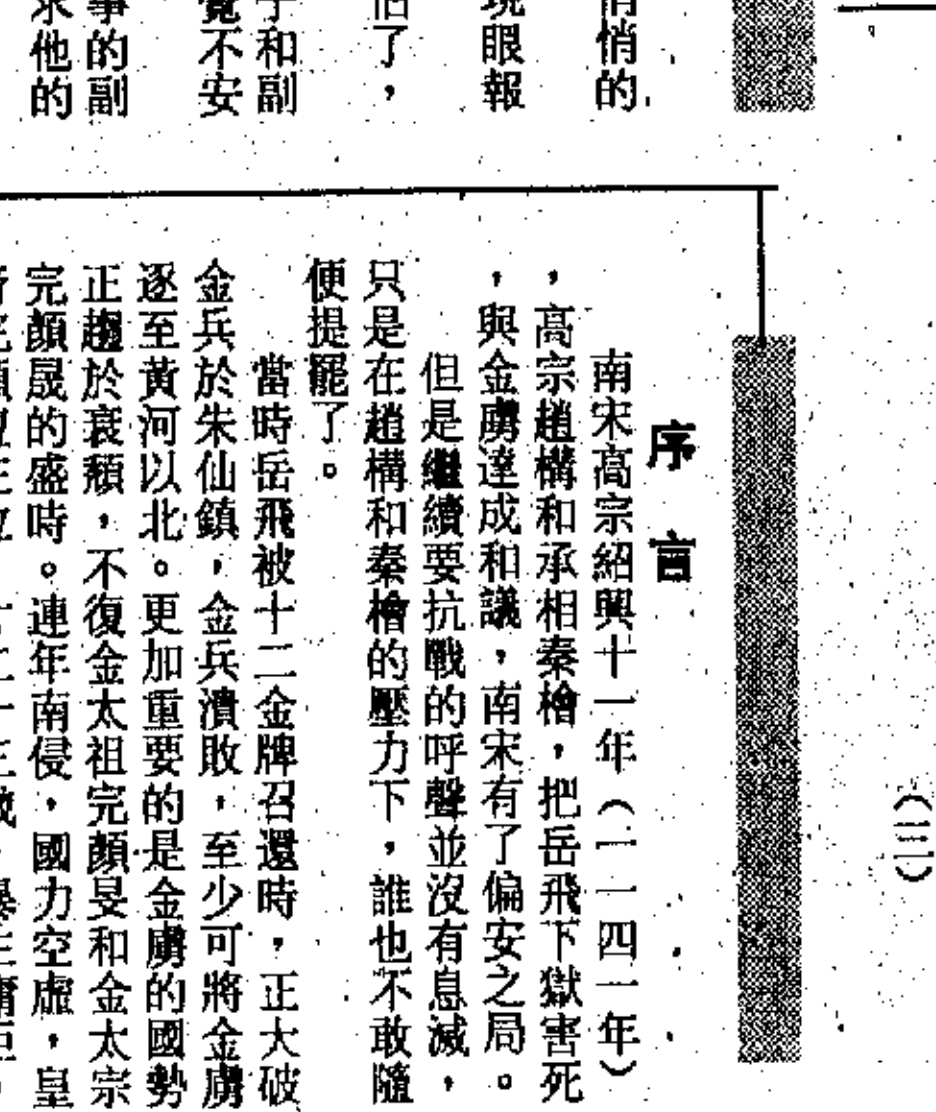 悄悄的
眼報
了，
和副
不安
的副
他的
（三）
序言
南宋高宗紹興十一年（一一四一年）
，高宗趙構和承相秦檜，把岳飛下獄害死
，與金虜達成和議，南宋有了偏安之局。
但是繼續要抗戰的呼聲並沒有息滅，
只是在趙構和秦檜的壓力下，誰也不敢隨
便提罷了。
當時岳飛被十二金牌召還時，正大破
金兵於朱仙鎮，金兵潰敗，至少可將金虜
逐至黃河以北。更加重要的是金虜的國勢
正趨於衰頹，不復金太祖完顏旻和金太宗
完顏晟的盛時。連年南侵，國力空虛，皇